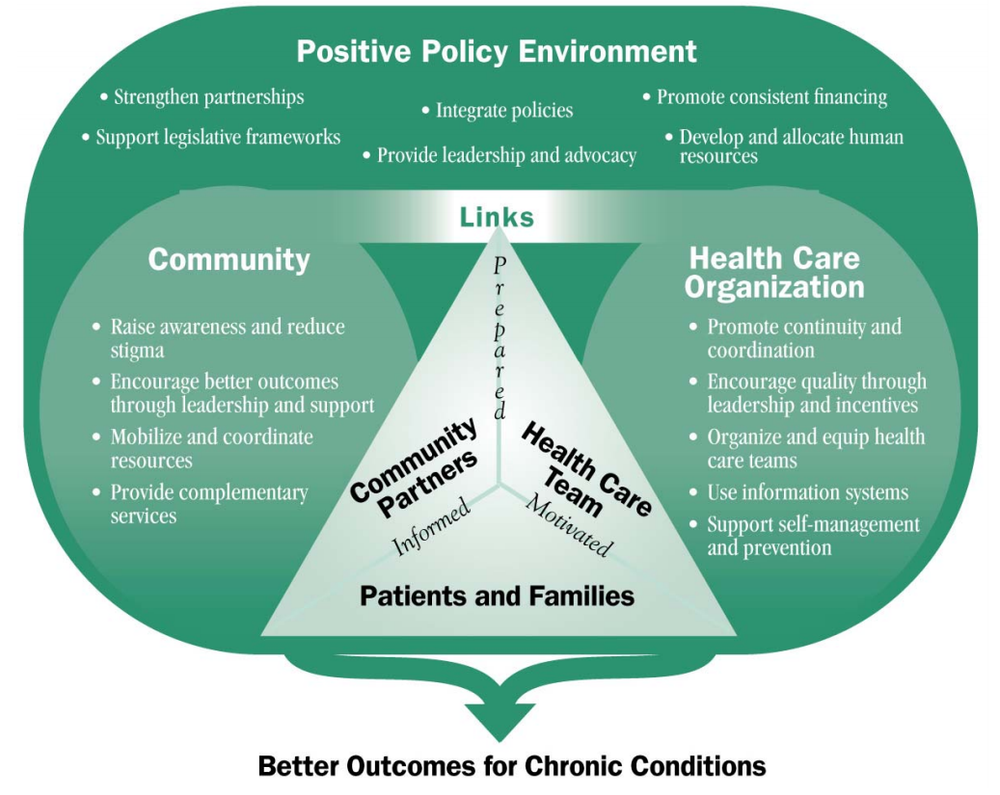 Positive Policy Environment
• Strengthen partnerships
• Support legislative frameworks
• Integrate policies
• Provide leadership and advocacy
• Promote consistent financing
• Develop and allocate human
resources
Links
Community
• Raise awareness and reduce
stigma
• Encourage better outcomes
through leadership and support
• Mobilize and coordinate
resources
• Provide complementary
services
Prepared
Community
Partners
Informed
Health Care
Team
Motivated
Patients and Families
Health Care
Organization
• Promote continuity and
coordination
• Encourage quality through
leadership and incentives
• Organize and equip health
care teams
• Use information systems
• Support self-management
and prevention
Better Outcomes for Chronic Conditions